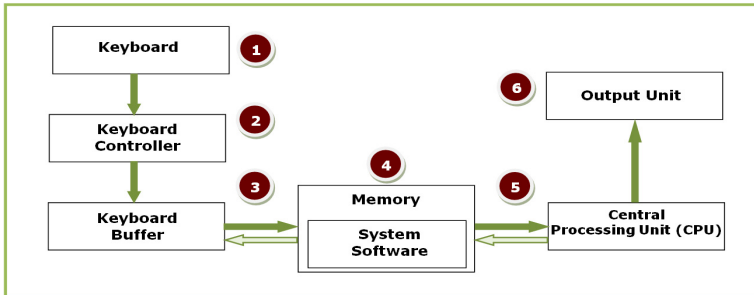 Keyboard
1
Keyboard
Controller
2
Keyboard
Buffer
3
4
Memory
System
Software
5
Central
Processing Unit (CPU)
6
Output Unit